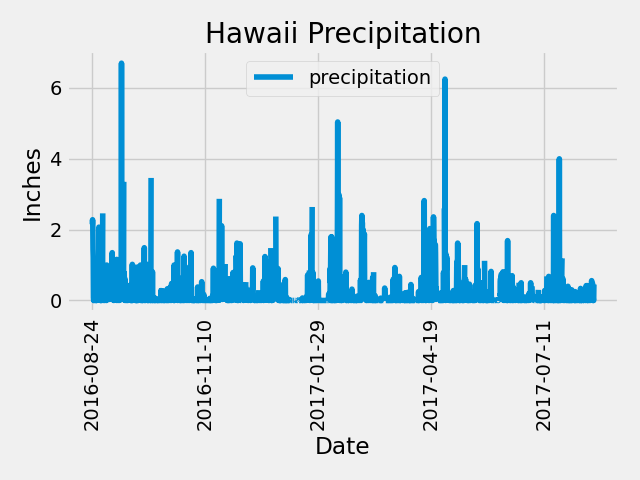 Hawaii Precipitation
precipitation
Inches
6
4
2
0
2016-08-24
2016-11-10
2017-01-29
2017-04-19
2017-07-11
Date